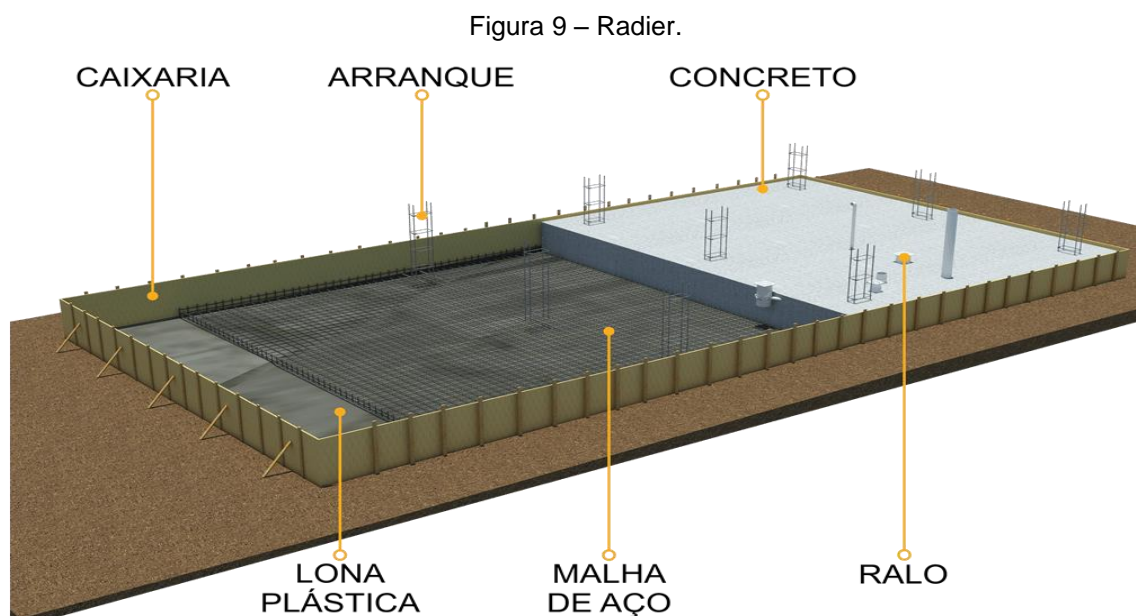 Figura 9 – Radier.
CAIXARIA
ARRANQUE
CONCRETO
LONA
PLÁSTICA
MALHA
DE AÇO
RALO